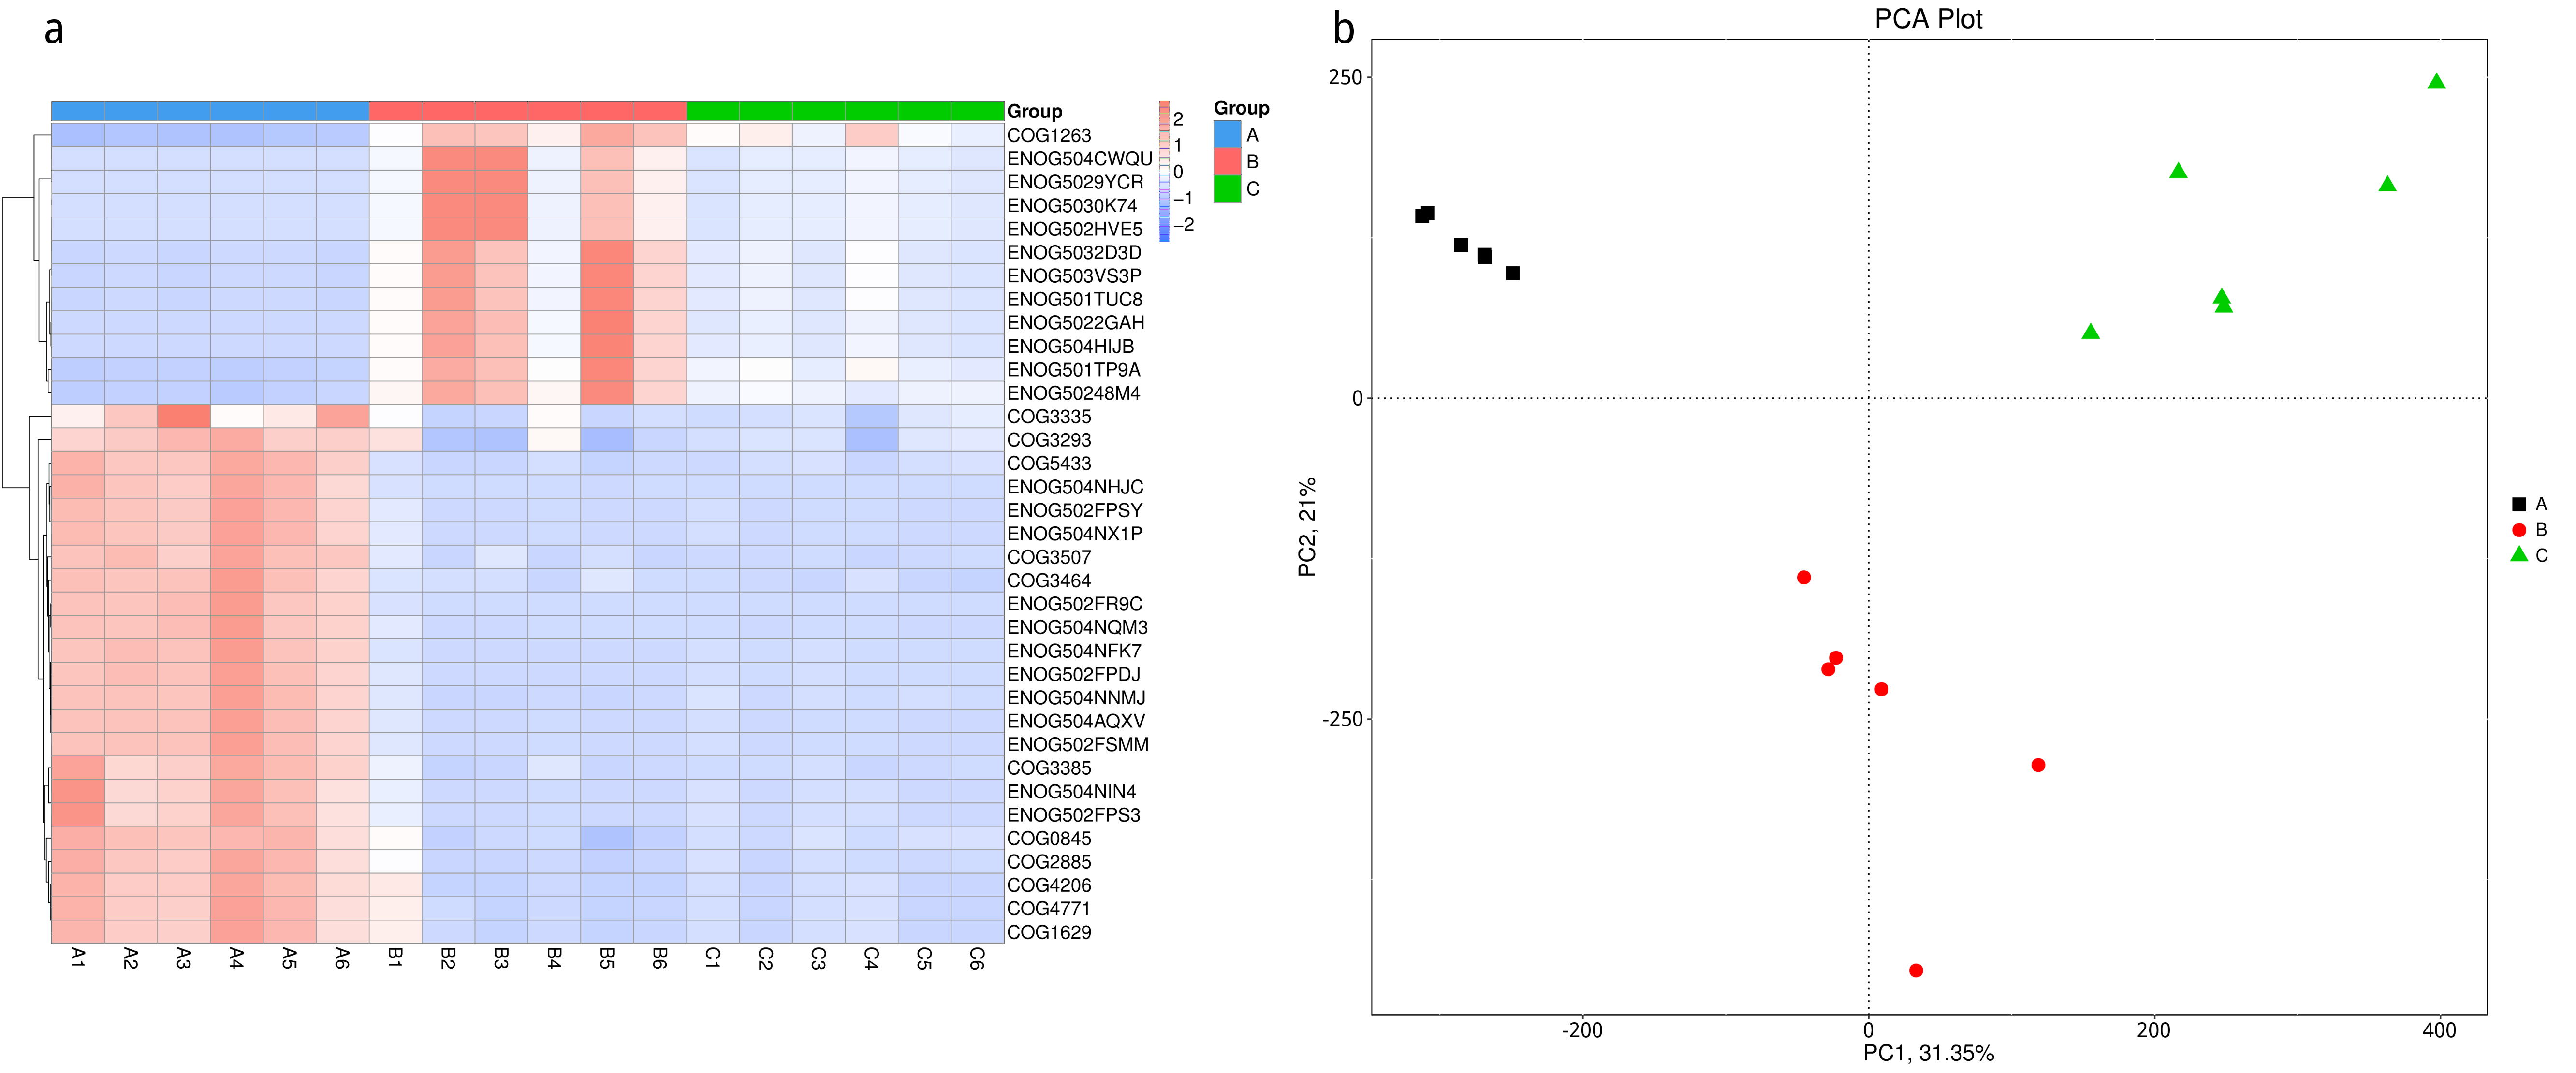 a
Group
COG1263
ENOG504CWQU
ENOG5029YCR
ENOG5030K74
ENOG502HVE5
ENOG5032D3D
ENOG503VS3P
ENOG501TUC8
ENOG5022GAH
ENOG504HIJB
ENOG501TP9A
ENOG50248M4
COG3335
COG3293
COG5433
ENOG504NHJC
ENOG502FPSY
ENOG504NX1P
COG3507
COG3464
ENOG502FR9C
ENOG504NQM3
ENOG504NFK7
ENOG502FPDJ
ENOG504NNMJ
ENOG504AQXV
ENOG502FSMM
COG3385
ENOG504NIN4
ENOG502FPS3
COG0845
COG2885
COG4206
COG4771
COG1629
A1 A2 A3 A4 A5 A6 B1 B2 B3 B4 B5 B6 C1 C2 C3 C4 C5 C6
2
1
0
−1
−2
Group
A
B
C
b
PCA Plot
250
0
-250
PC2, 21%
-200 0 200 400
PC1, 31.35%
A
B
C